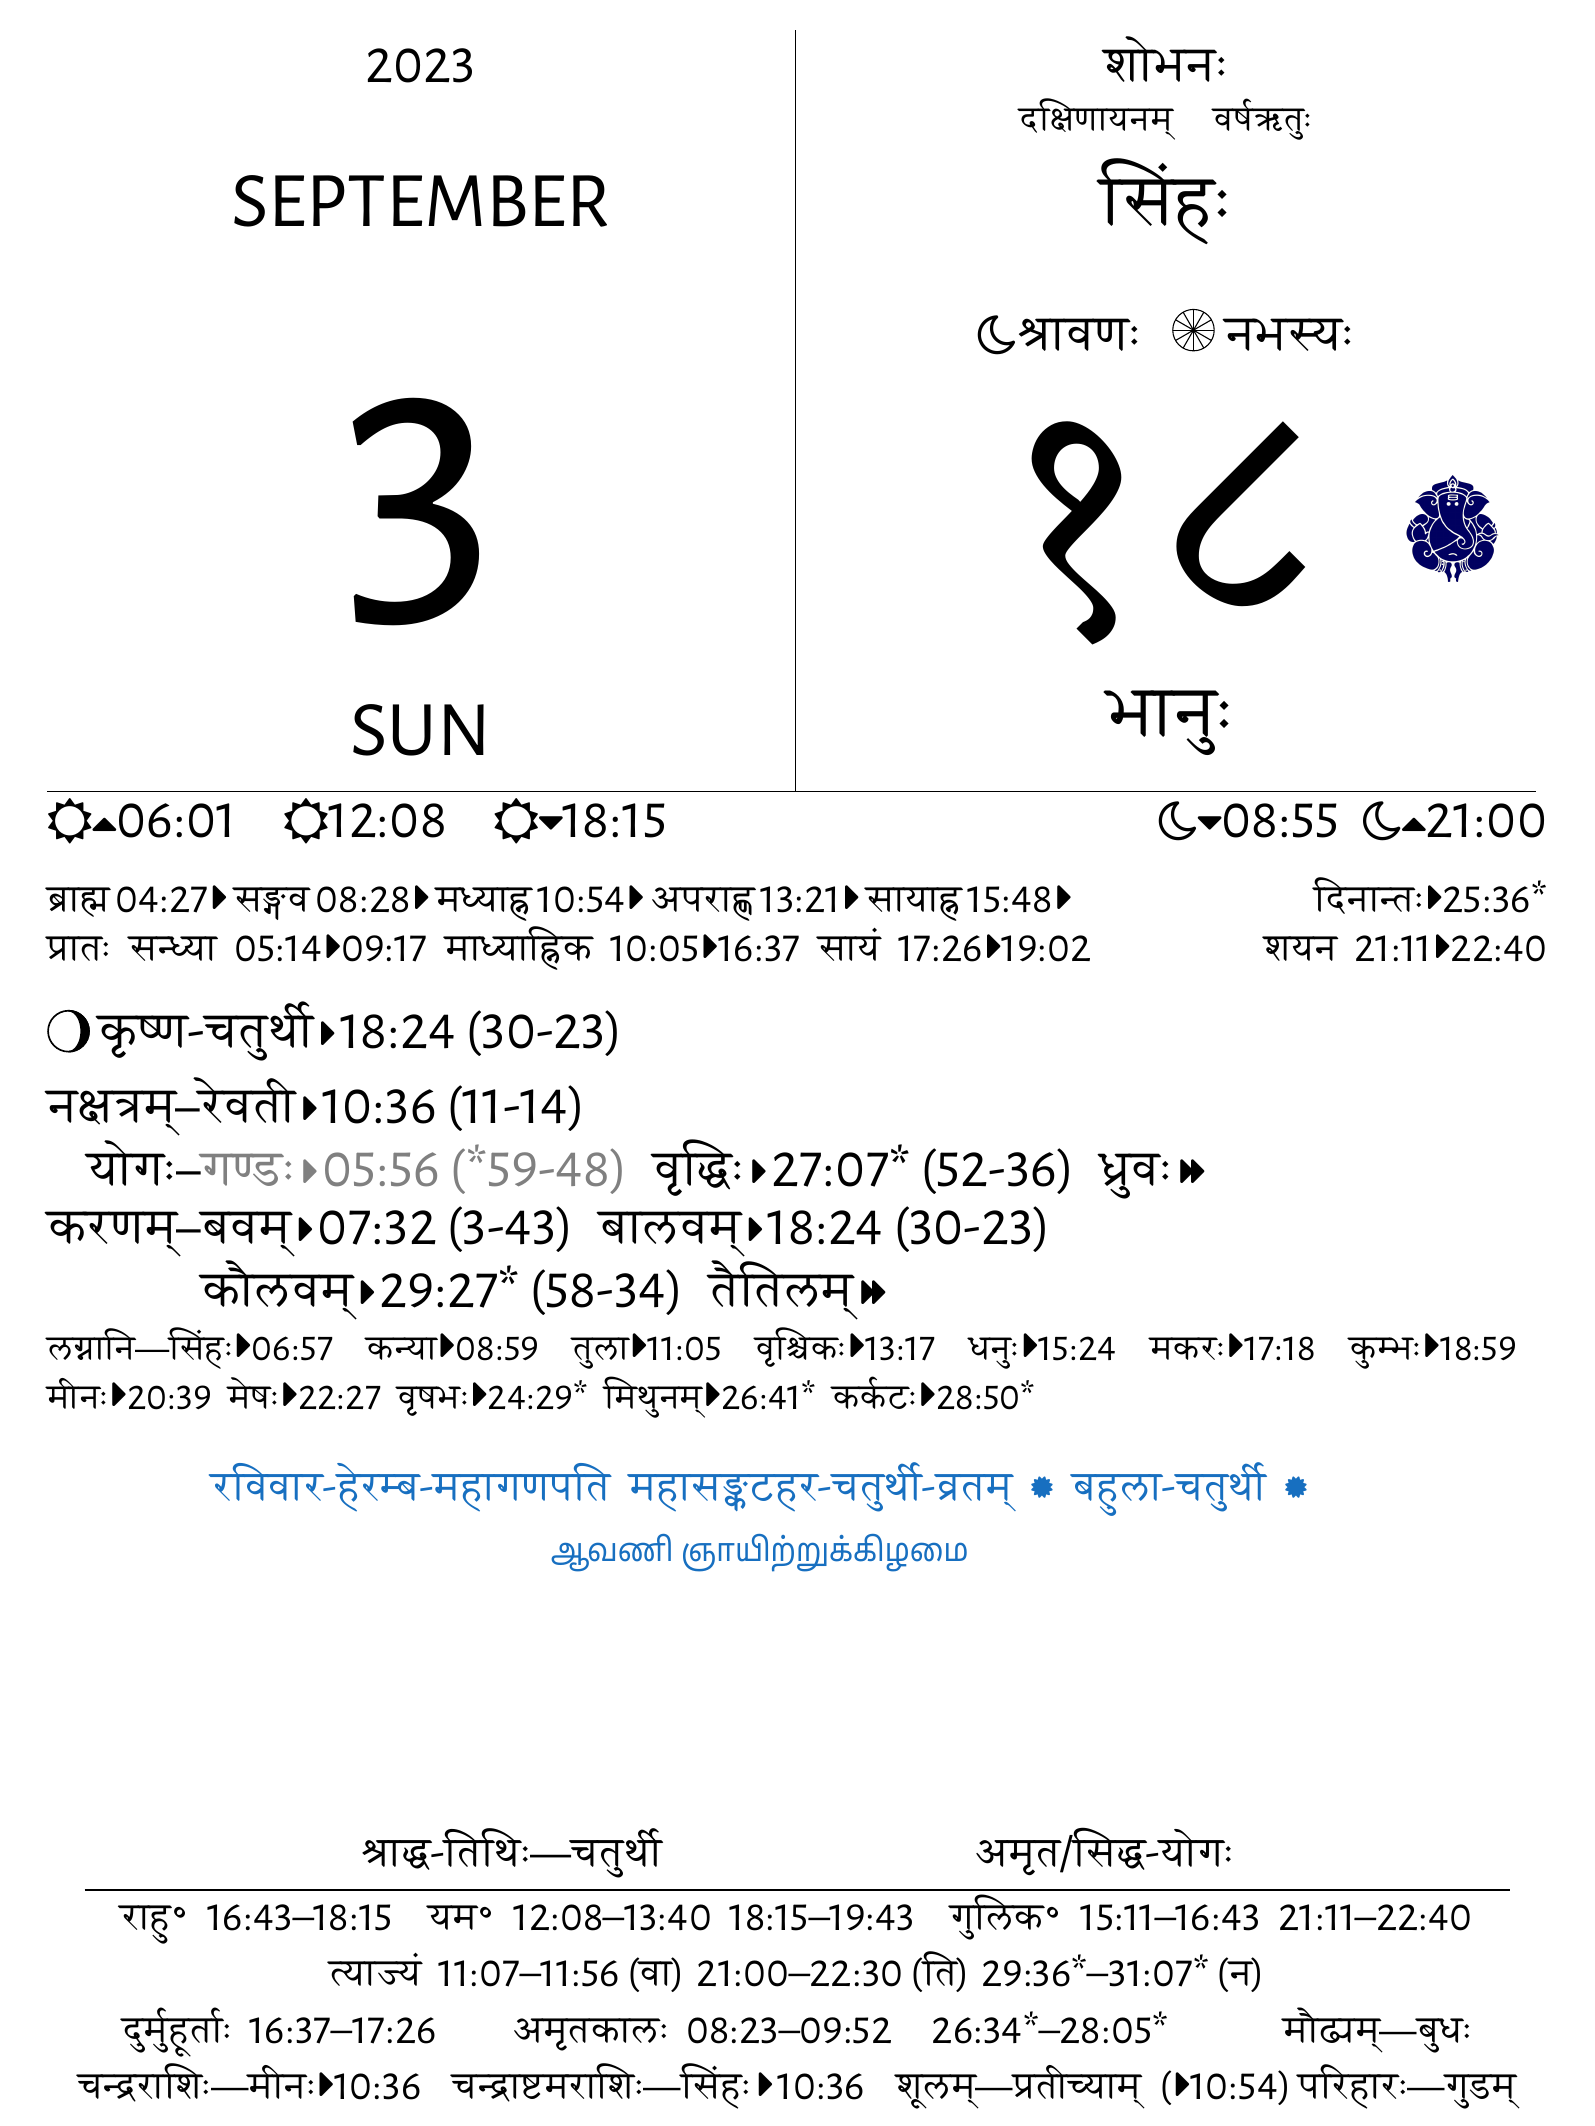 2023
SEPTEMBER
3
SUN
शोभनः
दक्षिणायनम् वर्षऋतुः
सिंहः
श्रावणः नभस्यः
१८
भानुः
06:01 12:08 18:15 08:55 21:00
ब्राह्म 04:27 सङ्गव 08:28 मध्याह्न 10:54 अपराह्ण 13:21 सायाह्न 15:48 दिनान्तः 25:36*
प्रातः सन्ध्या 05:14 09:17 माध्याह्निक 10:05 16:37 सायं 17:26 19:02 शयन 21:11 22:40
कृष्ण-चतुर्थी 18:24 (30-23)
नक्षत्रम्–रेवती 10:36 (11-14)
योगः–गण्डः 05:56 (*59-48) वृद्धिः 27:07* (52-36) ध्रुवः
करणम्–बवम् 07:32 (3-43) बालवम् 18:24 (30-23)
कौलवम् 29:27* (58-34) तैतिलम्
लग्नानि—सिंहः 06:57 कन्या 08:59 तुला 11:05 वृश्चिकः 13:17 धनुः 15:24 मकरः 17:18 कुम्भः 18:59
मीनः 20:39 मेषः 22:27 वृषभः 24:29* मिथुनम् 26:41* कर्कटः 28:50*
रविवार-हेरम्ब-महागणपति महासङ्कटहर-चतुर्थी-व्रतम् बहुला-चतुर्थी
ஆவணி ஞாயிற்றுக்கிழமை
श्राद्ध-तिथिः—चतुर्थी अमृत/सिद्ध-योगः
राहु॰ 16:43–18:15 यम॰ 12:08–13:40 18:15–19:43 गुलिक॰ 15:11–16:43 21:11–22:40
त्याज्यं 11:07–11:56 (वा) 21:00–22:30 (ति) 29:36*–31:07* (न)
दुर्मुहूर्ताः 16:37–17:26 अमृतकालः 08:23–09:52 26:34*–28:05* मौढ्यम्—बुधः
चन्द्रराशिः—मीनः 10:36 चन्द्राष्टमराशिः—सिंहः 10:36 शूलम्—प्रतीच्याम् (10:54) परिहारः—गुडम्